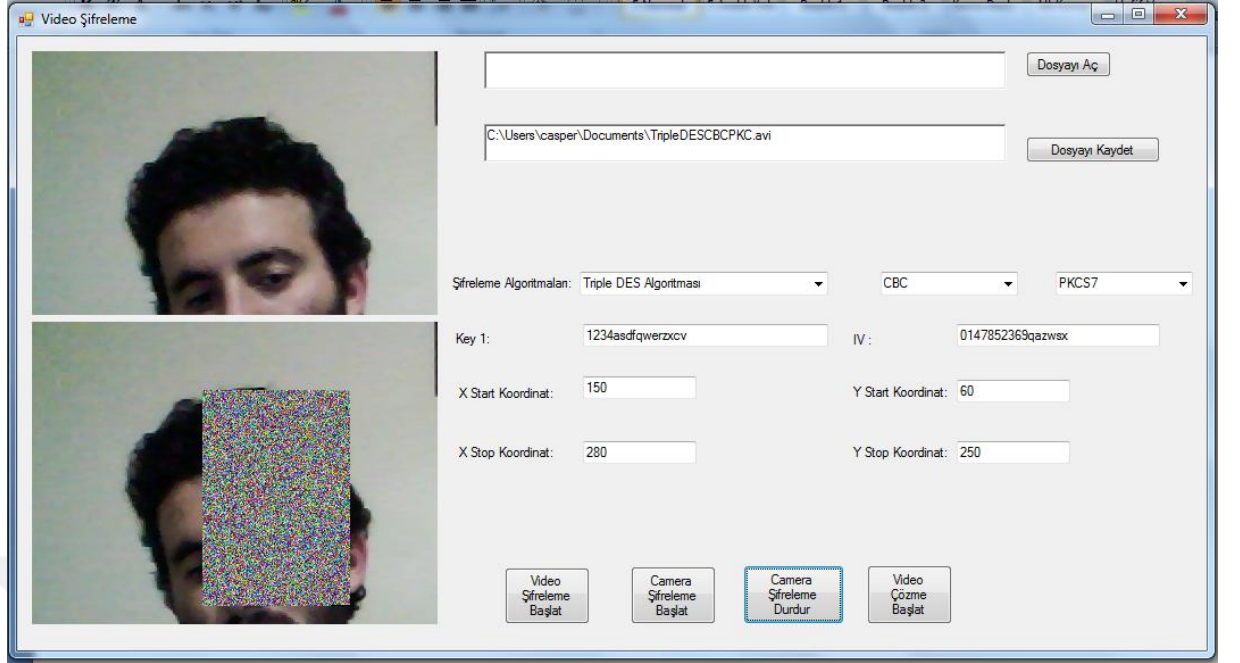 Video Şifreleme
Dosyayı Aç
C:\Users\casper\Documents\TripleDESCBCPKC.avi
Dosyayı Kaydet
Şifreleme Algoritmaları: Triple DES Algoritması CBC PKCS7
Key 1: 1234asdfqwerzxcv IV : 0147852369qazwsx
X Start Koordinat: 150 Y Start Koordinat: 60
X Stop Koordinat: 280 Y Stop Koordinat: 250
Video Şifreleme Başlat
Camera Şifreleme Başlat
Camera Şifreleme Durdur
Video Çözme Başlat